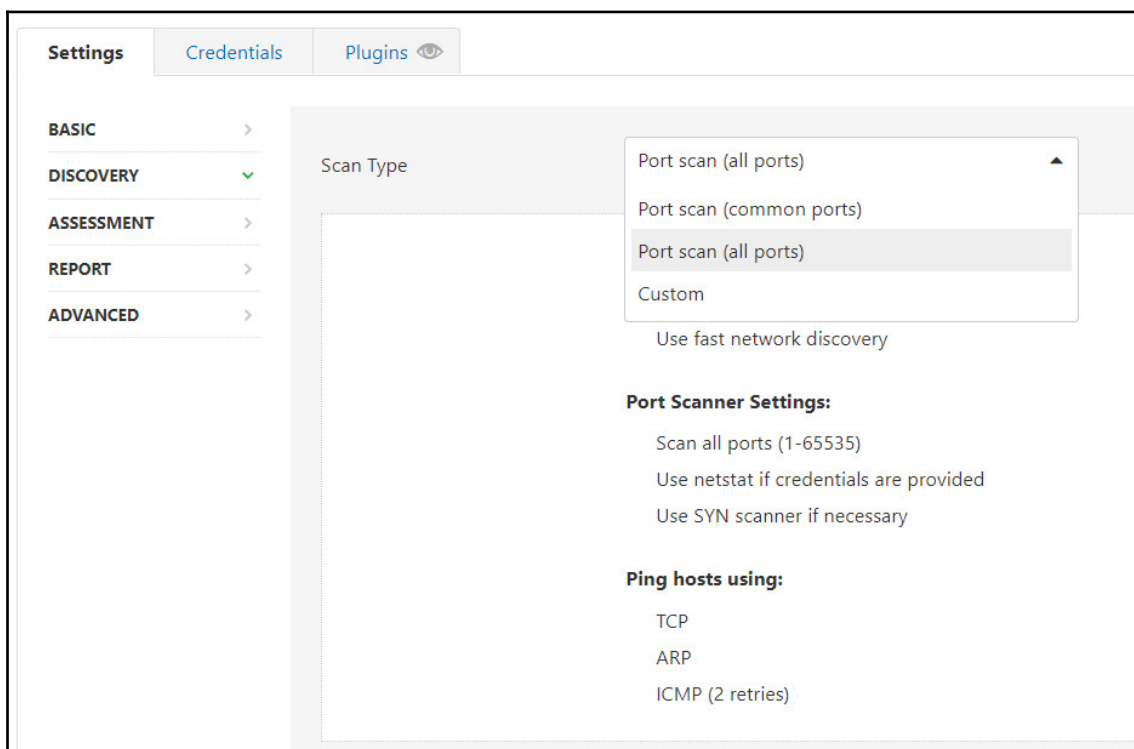 Settings
Credentials
Plugins
BASIC
DISCOVERY
ASSESSMENT
REPORT
ADVANCED
Scan Type
Port scan (all ports)
Port scan (common ports)
Port scan (all ports)
Custom
Use fast network discovery
Port Scanner Settings:
Scan all ports (1-65535)
Use netstat if credentials are provided
Use SYN scanner if necessary
Ping hosts using:
TCP
ARP
ICMP (2 retries)